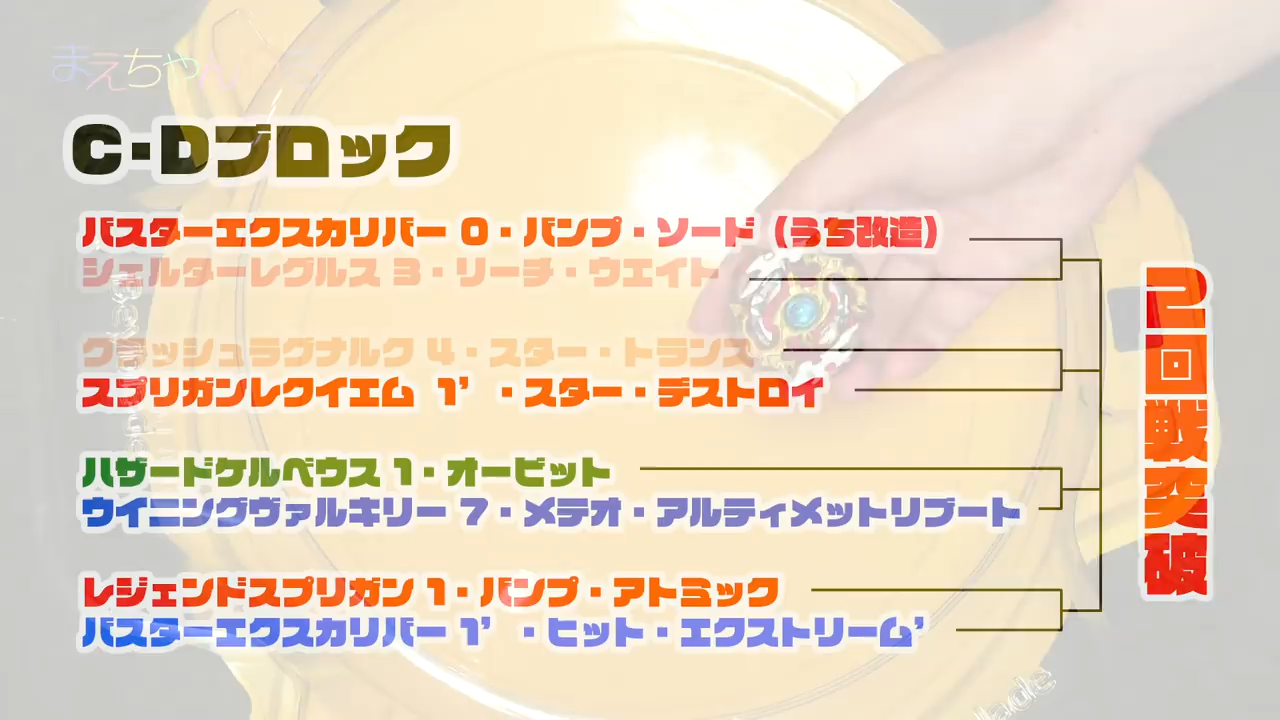 まえちゃんねる
C・Dブロック
バスターエクスカリバー 0・バンプ・ソード（うち改造）
シェルターレグルス 3・リーチ・ウエイト
クラッシュラグナルク 4・スター・トランス
スプリガンレクイエム 1’・スター・デストロイ
ハザードケルベウス 1・オービット
ウイニングヴァルキリー 7・メテオ・アルティメットリブート
レジェンドスプリガン 1・バンプ・アトミック
バスターエクスカリバー 1’・ヒット・エクストリーム’
2回戦突破